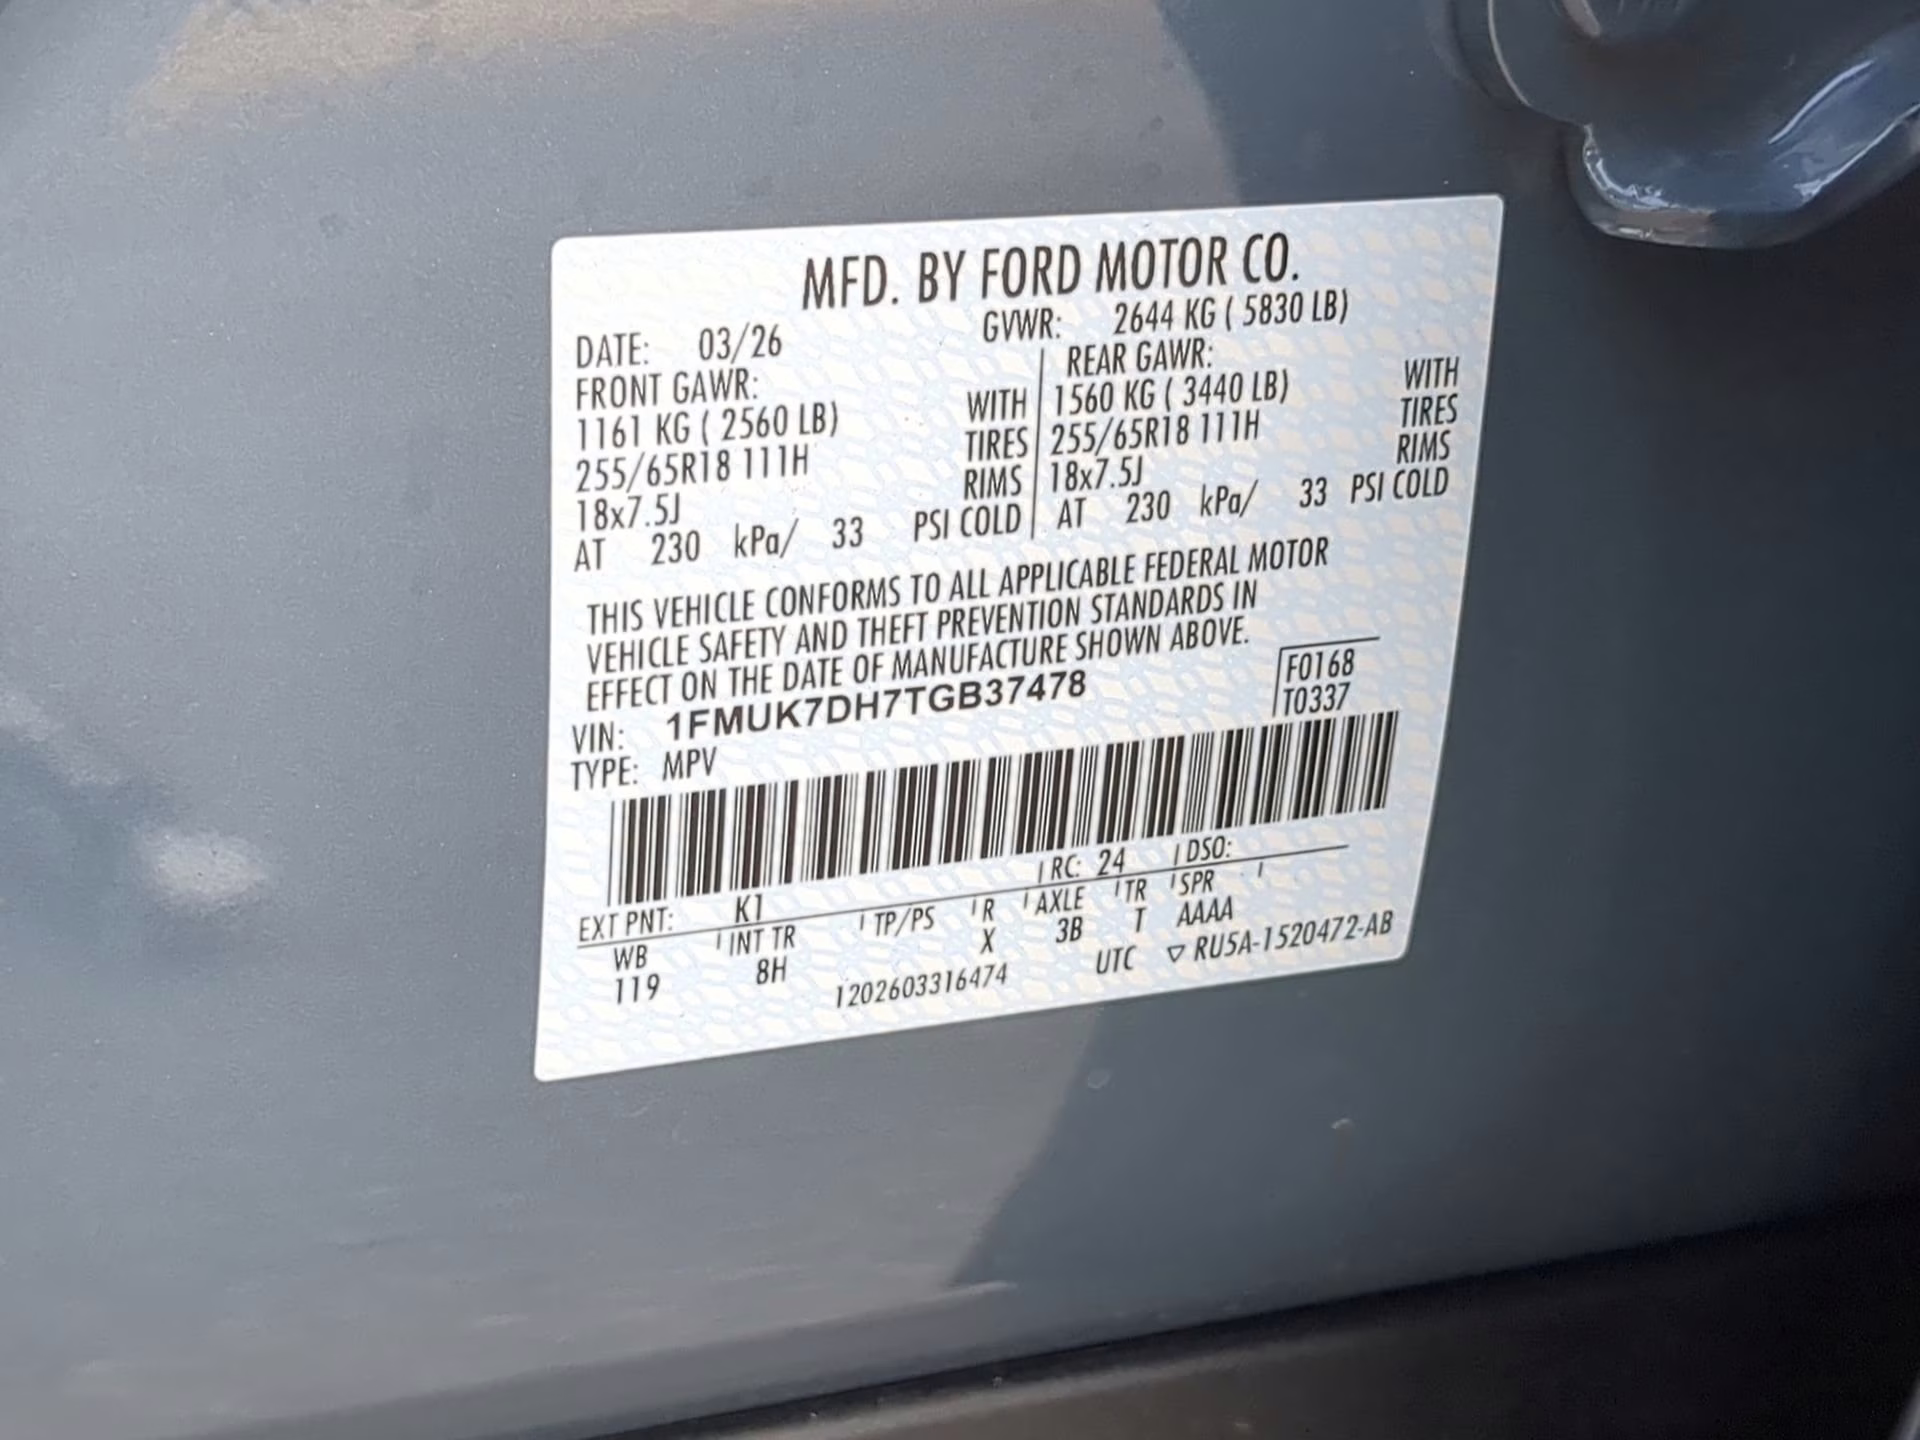 MFD. BY FORD MOTOR CO.
DATE: 03/26 GVWR: 2644 KG ( 5830 LB)
FRONT GAWR: REAR GAWR:
1161 KG ( 2560 LB) WITH 1560 KG ( 3440 LB) WITH
255/65R18 111H TIRES 255/65R18 111H TIRES
18x7.5J RIMS 18x7.5J RIMS
AT 230 kPa/ 33 PSI COLD AT 230 kPa/ 33 PSI COLD
THIS VEHICLE CONFORMS TO ALL APPLICABLE FEDERAL MOTOR
VEHICLE SAFETY AND THEFT PREVENTION STANDARDS IN
EFFECT ON THE DATE OF MANUFACTURE SHOWN ABOVE.
VIN: 1FMUK7DH7TGB37478 F0168
TYPE: MPV T0337
EXT PNT: K1 RC: 24 DSO:
WB INT TR TP/PS R AXLE TR SPR
119 8H X 3B T AAAA
1202603316474 UTC ▽ RU5A-1520472-AB